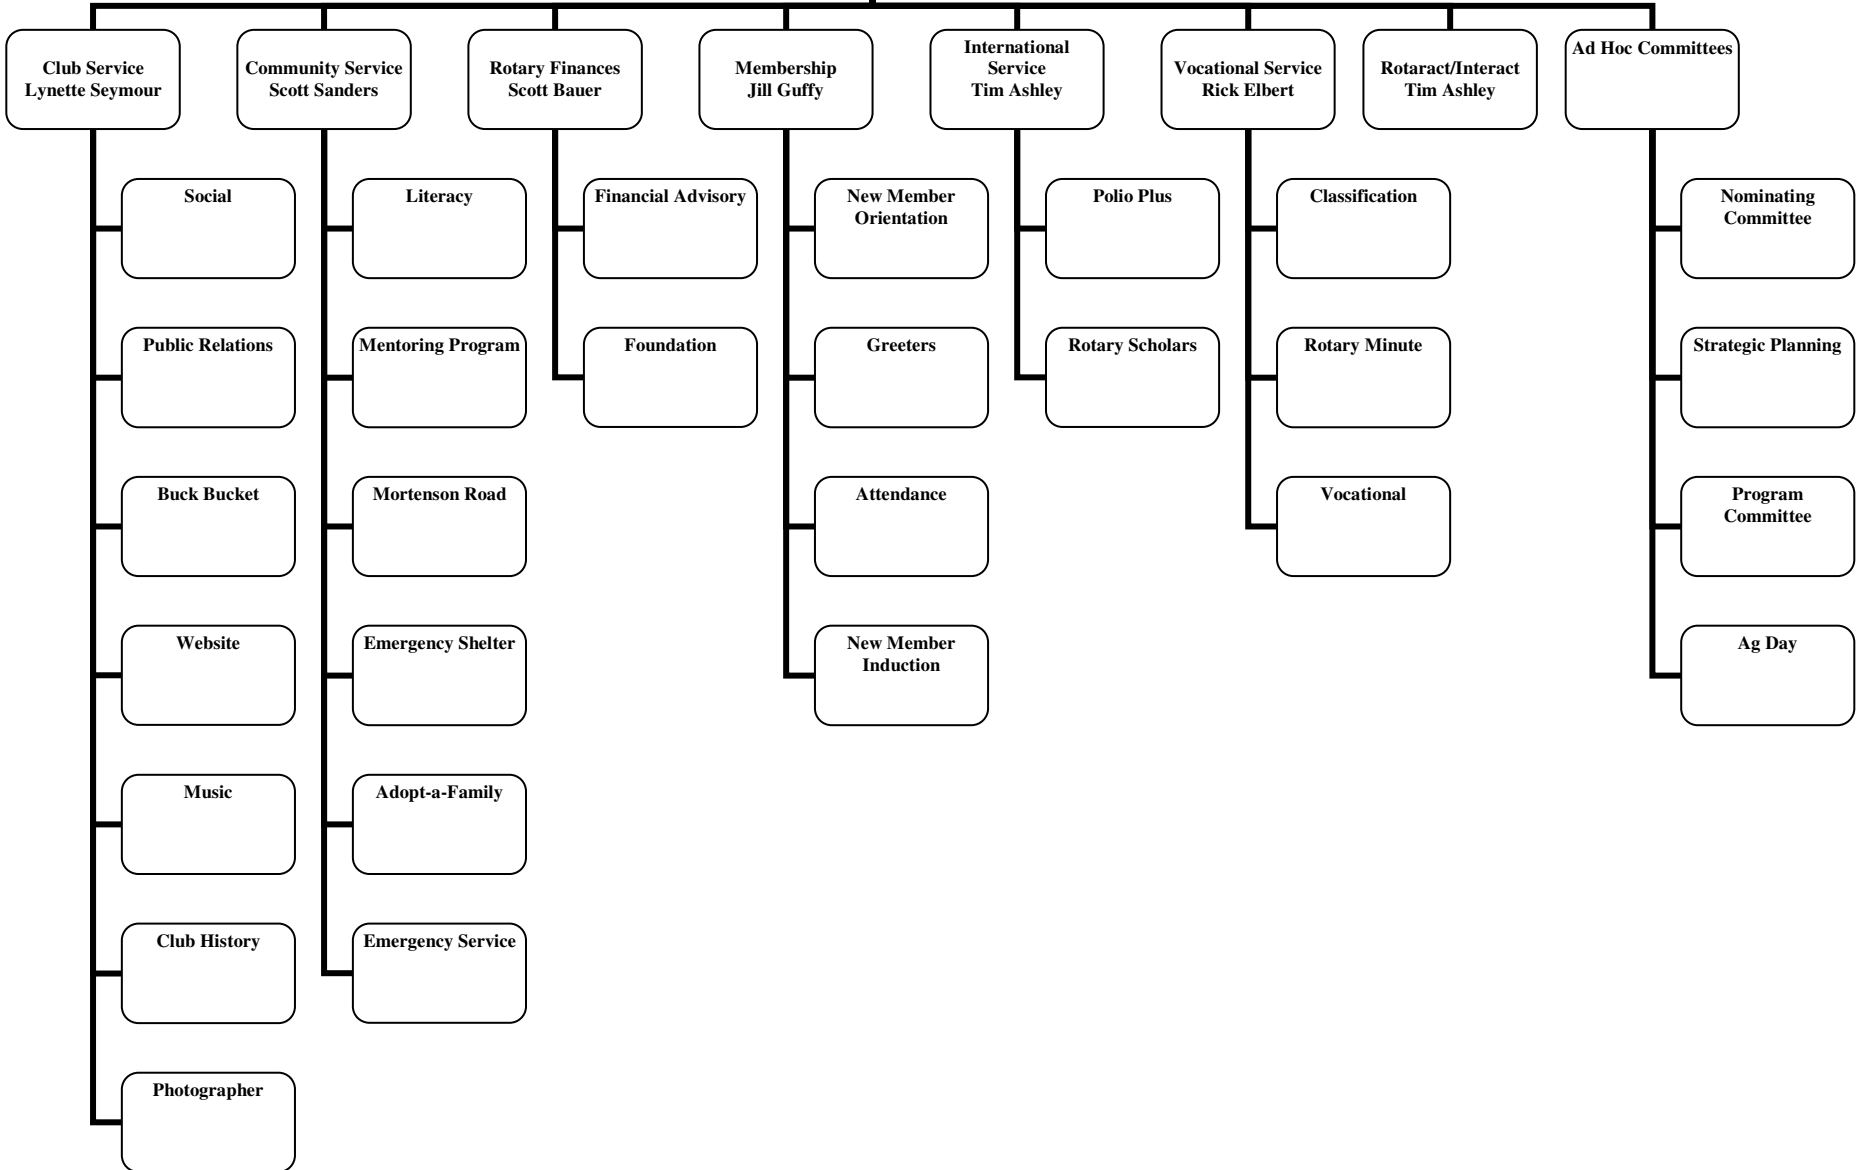 Club Service
Lynette Seymour
Community Service
Scott Sanders
Rotary Finances
Scott Bauer
Membership
Jill Guffy
International
Service
Tim Ashley
Vocational Service
Rick Elbert
Rotaract/Interact
Tim Ashley
Ad Hoc Committees
Social
Public Relations
Buck Bucket
Website
Music
Club History
Photographer
Literacy
Mentoring Program
Mortenson Road
Emergency Shelter
Adopt-a-Family
Emergency Service
Financial Advisory
Foundation
New Member
Orientation
Greeters
Attendance
New Member
Induction
Polio Plus
Rotary Scholars
Classification
Rotary Minute
Vocational
Nominating
Committee
Strategic Planning
Program
Committee
Ag Day